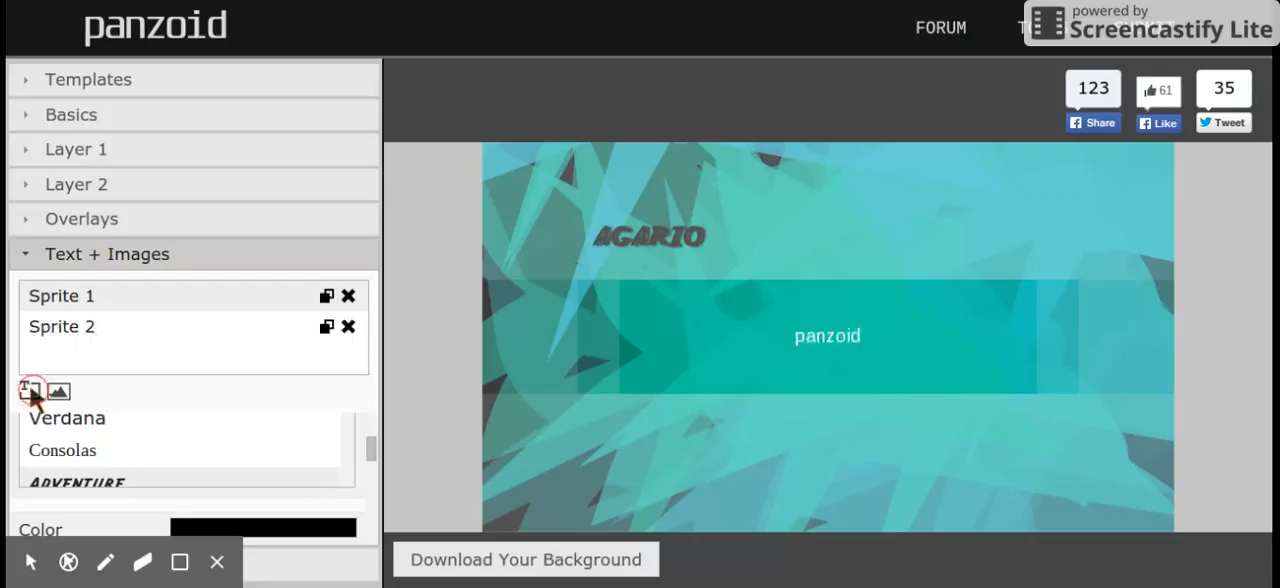 panzoid
FORUM
powered by
Screencastify Lite
Templates
Basics
Layer 1
Layer 2
Overlays
Text + Images
Sprite 1
Sprite 2
Verdana
Consolas
ADVENTURE
Color
123
Share
61
Like
35
Tweet
AGARIO
panzoid
Download Your Background